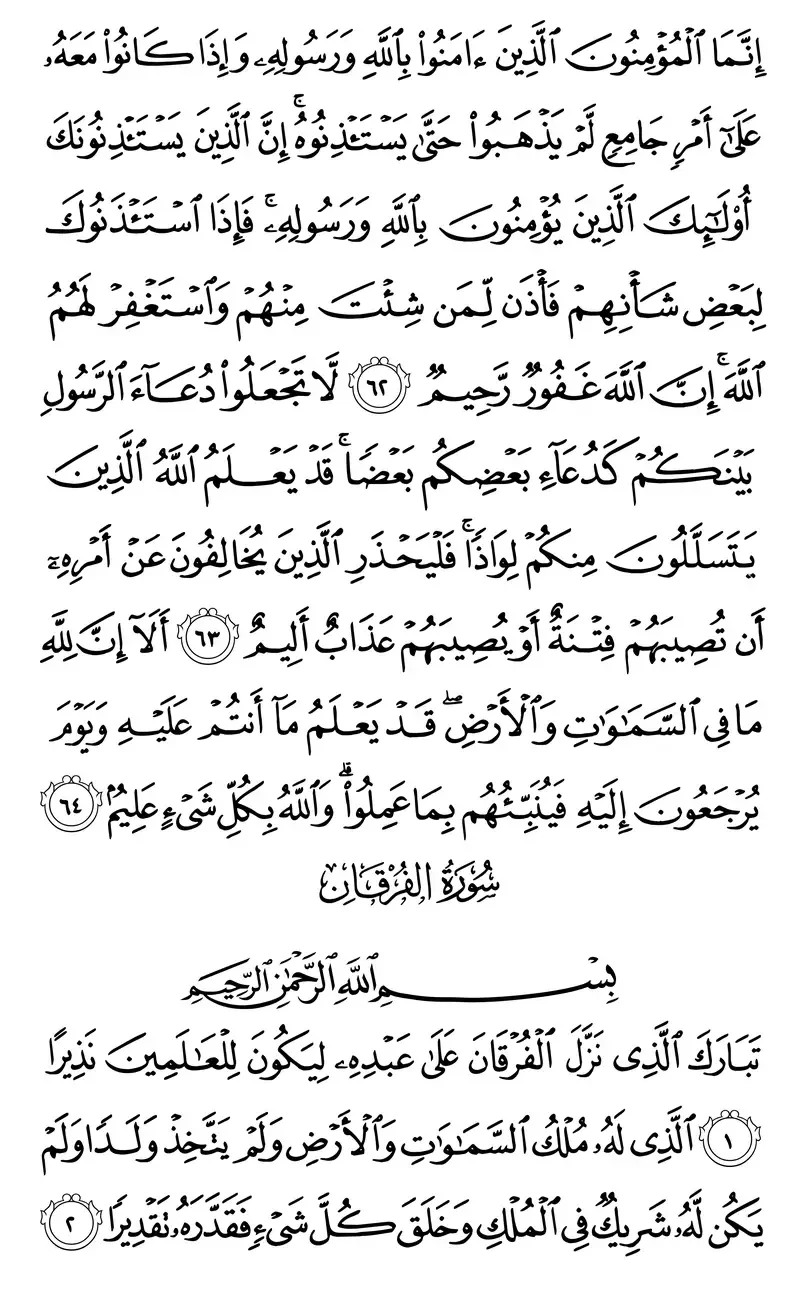 إِنَّمَا ٱلْمُؤْمِنُونَ ٱلَّذِينَ ءَامَنُوا۟ بِٱللَّهِ وَرَسُولِهِۦ وَإِذَا كَانُوا۟ مَعَهُۥ
عَلَىٰٓ أَمْرٍۢ جَامِعٍۢ لَّمْ يَذْهَبُوا۟ حَتَّىٰ يَسْتَـْٔذِنُوهُ ۚ إِنَّ ٱلَّذِينَ يَسْتَـْٔذِنُونَكَ
أُو۟لَـٰٓئِكَ ٱلَّذِينَ يُؤْمِنُونَ بِٱللَّهِ وَرَسُولِهِۦ ۚ فَإِذَا ٱسْتَـْٔذَنُوكَ
لِبَعْضِ شَأْنِهِمْ فَأْذَن لِّمَن شِئْتَ مِنْهُمْ وَٱسْتَغْفِرْ لَهُمُ
ٱللَّهَ ۚ إِنَّ ٱللَّهَ غَفُورٌۭ رَّحِيمٌۭ ٦٢ لَّا تَجْعَلُوا۟ دُعَآءَ ٱلرَّسُولِ
بَيْنَكُمْ كَدُعَآءِ بَعْضِكُم بَعْضًۭا ۚ قَدْ يَعْلَمُ ٱللَّهُ ٱلَّذِينَ
يَتَسَلَّلُونَ مِنكُمْ لِوَاذًۭا ۚ فَلْيَحْذَرِ ٱلَّذِينَ يُخَالِفُونَ عَنْ أَمْرِهِۦٓ
أَن تُصِيبَهُمْ فِتْنَةٌ أَوْ يُصِيبَهُمْ عَذَابٌ أَلِيمٌ ٦٣ أَلَآ إِنَّ لِلَّهِ
مَا فِى ٱلسَّمَـٰوَٰتِ وَٱلْأَرْضِ ۖ قَدْ يَعْلَمُ مَآ أَنتُمْ عَلَيْهِ وَيَوْمَ
يُرْجَعُونَ إِلَيْهِ فَيُنَبِّئُهُم بِمَا عَمِلُوا۟ ۗ وَٱللَّهُ بِكُلِّ شَىْءٍ عَلِيمٌۢ ٦٤
سُورَةُ الفُرْقَانِ
بِسْمِ ٱللَّهِ ٱلرَّحْمَـٰنِ ٱلرَّحِيمِ
تَبَارَكَ ٱلَّذِى نَزَّلَ ٱلْفُرْقَانَ عَلَىٰ عَبْدِهِۦ لِيَكُونَ لِلْعَـٰلَمِينَ نَذِيرًا
١ ٱلَّذِى لَهُۥ مُلْكُ ٱلسَّمَـٰوَٰتِ وَٱلْأَرْضِ وَلَمْ يَتَّخِذْ وَلَدًۭا وَلَمْ
يَكُن لَّهُۥ شَرِيكٌۭ فِى ٱلْمُلْكِ وَخَلَقَ كُلَّ شَىْءٍۢ فَقَدَّرَهُۥ تَقْدِيرًۭا ٢